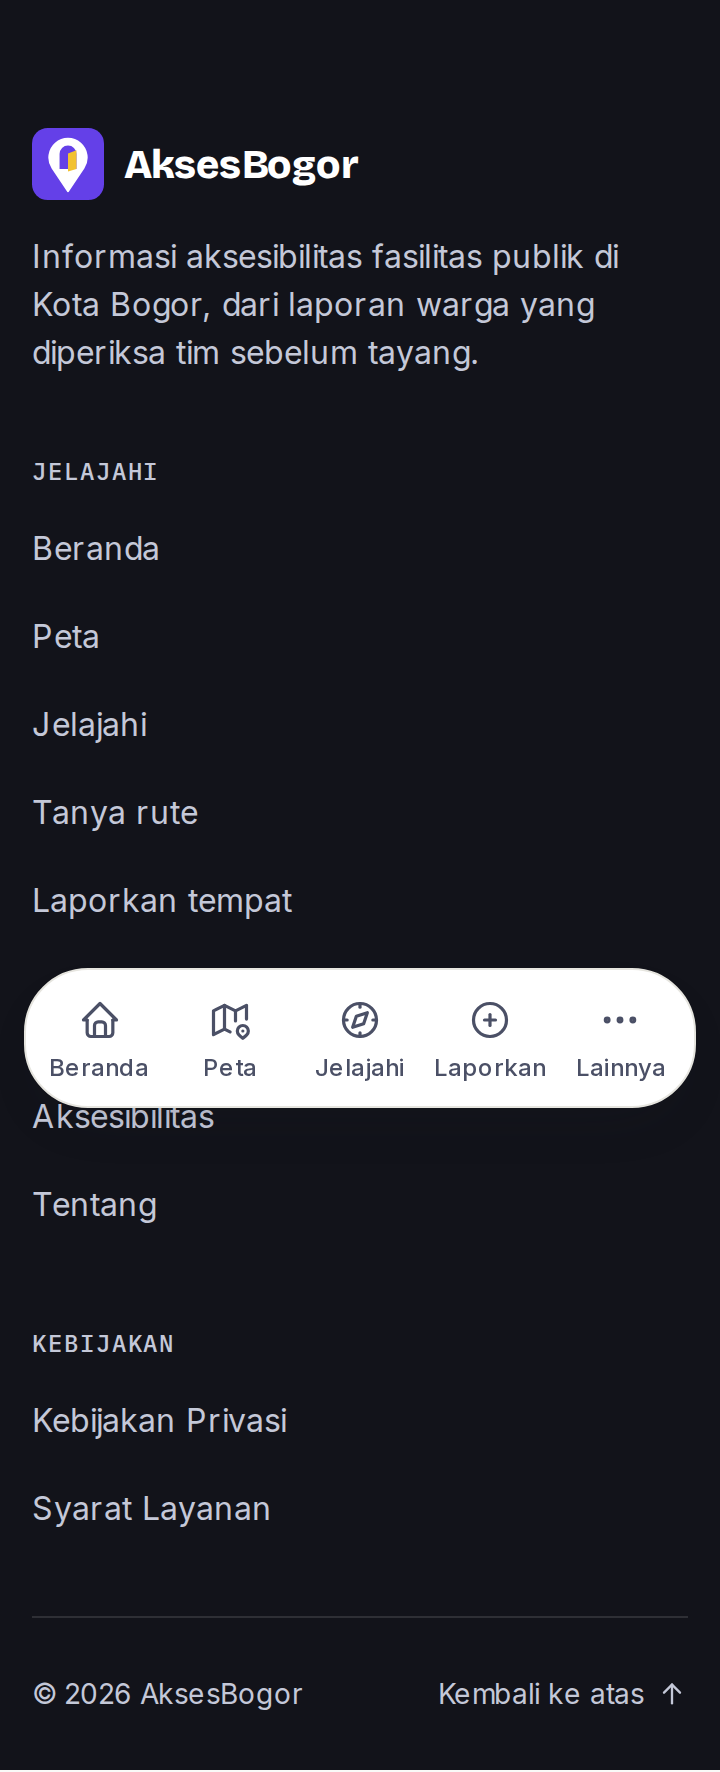 AksesBogor
Informasi aksesibilitas fasilitas publik di
Kota Bogor, dari laporan warga yang
diperiksa tim sebelum tayang.
JELAJAHI
Beranda
Peta
Jelajahi
Tanya rute
Laporkan tempat
Beranda
Peta
Jelajahi
Laporkan
Lainnya
Aksesibilitas
Tentang
KEBIJAKAN
Kebijakan Privasi
Syarat Layanan
© 2026 AksesBogor
Kembali ke atas ↑